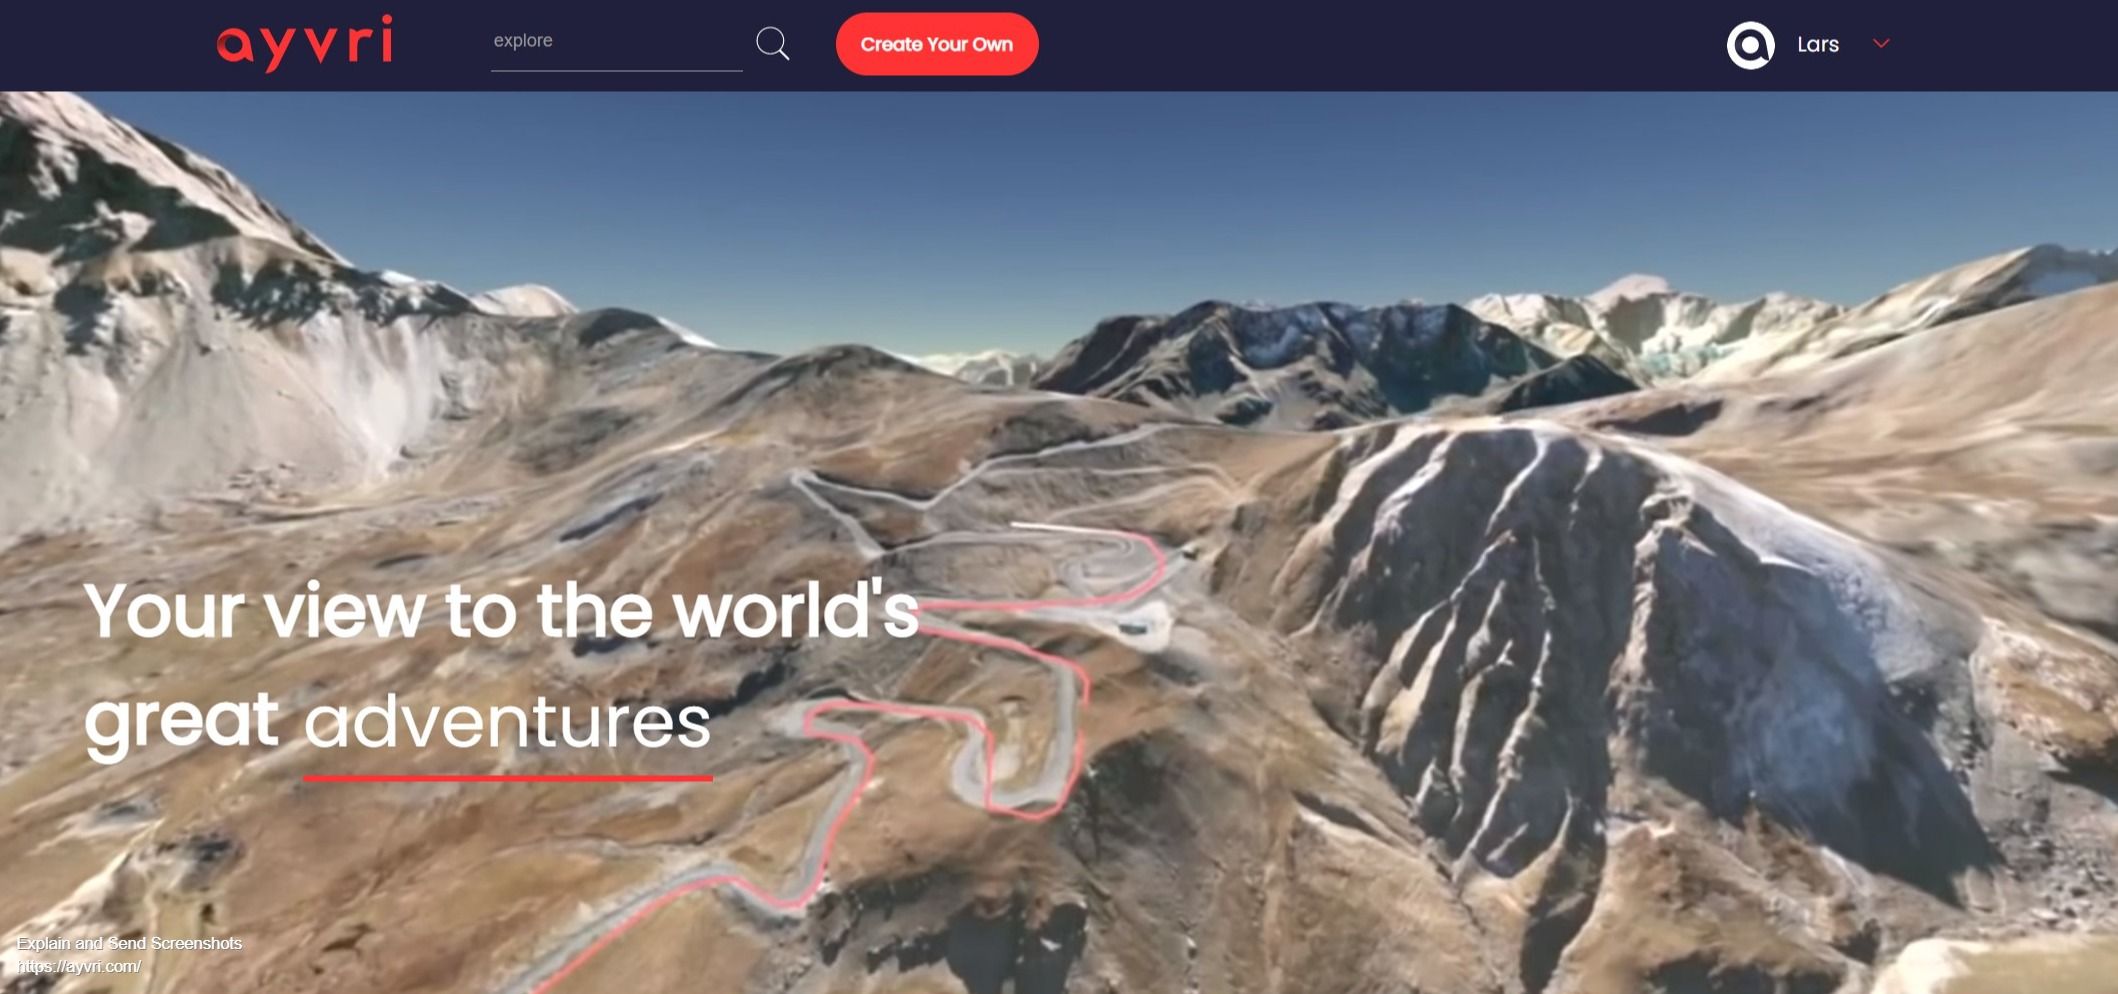 ayvri
explore
Create Your Own
Lars
Your view to the world's
great adventures
Explain and Send Screenshots
https://ayvri.com/